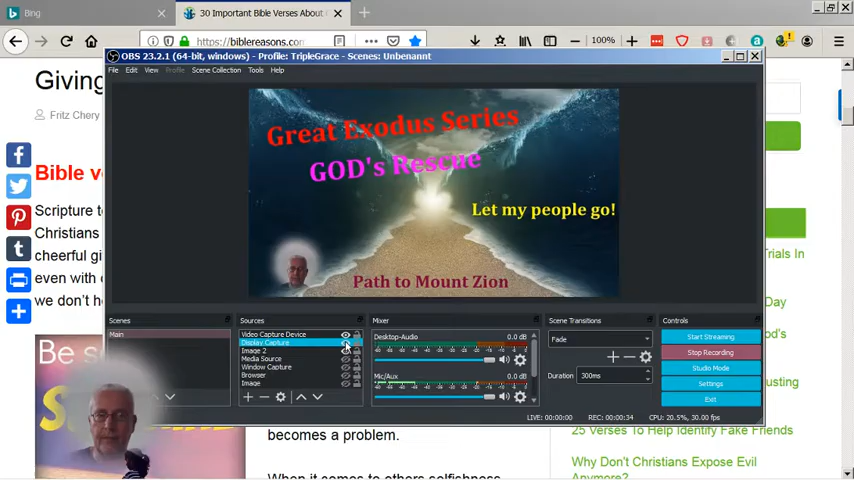 Bing
30 Important Bible Verses About
https://biblereasons.com
100%
Giving
Fritz Chery
Bible v
Scripture t
Christians
cheerful gi
even with
we don't h
Be s
OBS 23.2.1 (64-bit, windows) - Profile: TripleGrace - Scenes: Unbenannt
File Edit View Profile Scene Collection Tools Help
Great Exodus Series
GOD's Rescue
Let my people go!
Path to Mount Zion
Scenes
Main
Sources
Video Capture Device
Display Capture
Image 2
Media Source
Window Capture
Browser
Image
Mixer
Desktop-Audio 0.0 dB
Mic/Aux 0.0 dB
Scene Transitions
Fade
Duration 300ms
Controls
Start Streaming
Stop Recording
Studio Mode
Settings
Exit
LIVE: 00:00:00 REC: 00:00:34 CPU: 20.5%, 30.00 fps
Trials In
Day
25 Verses To Help Identify Fake Friends
Why Don't Christians Expose Evil
Anymore?
becomes a problem.
When it comes to others selfishness